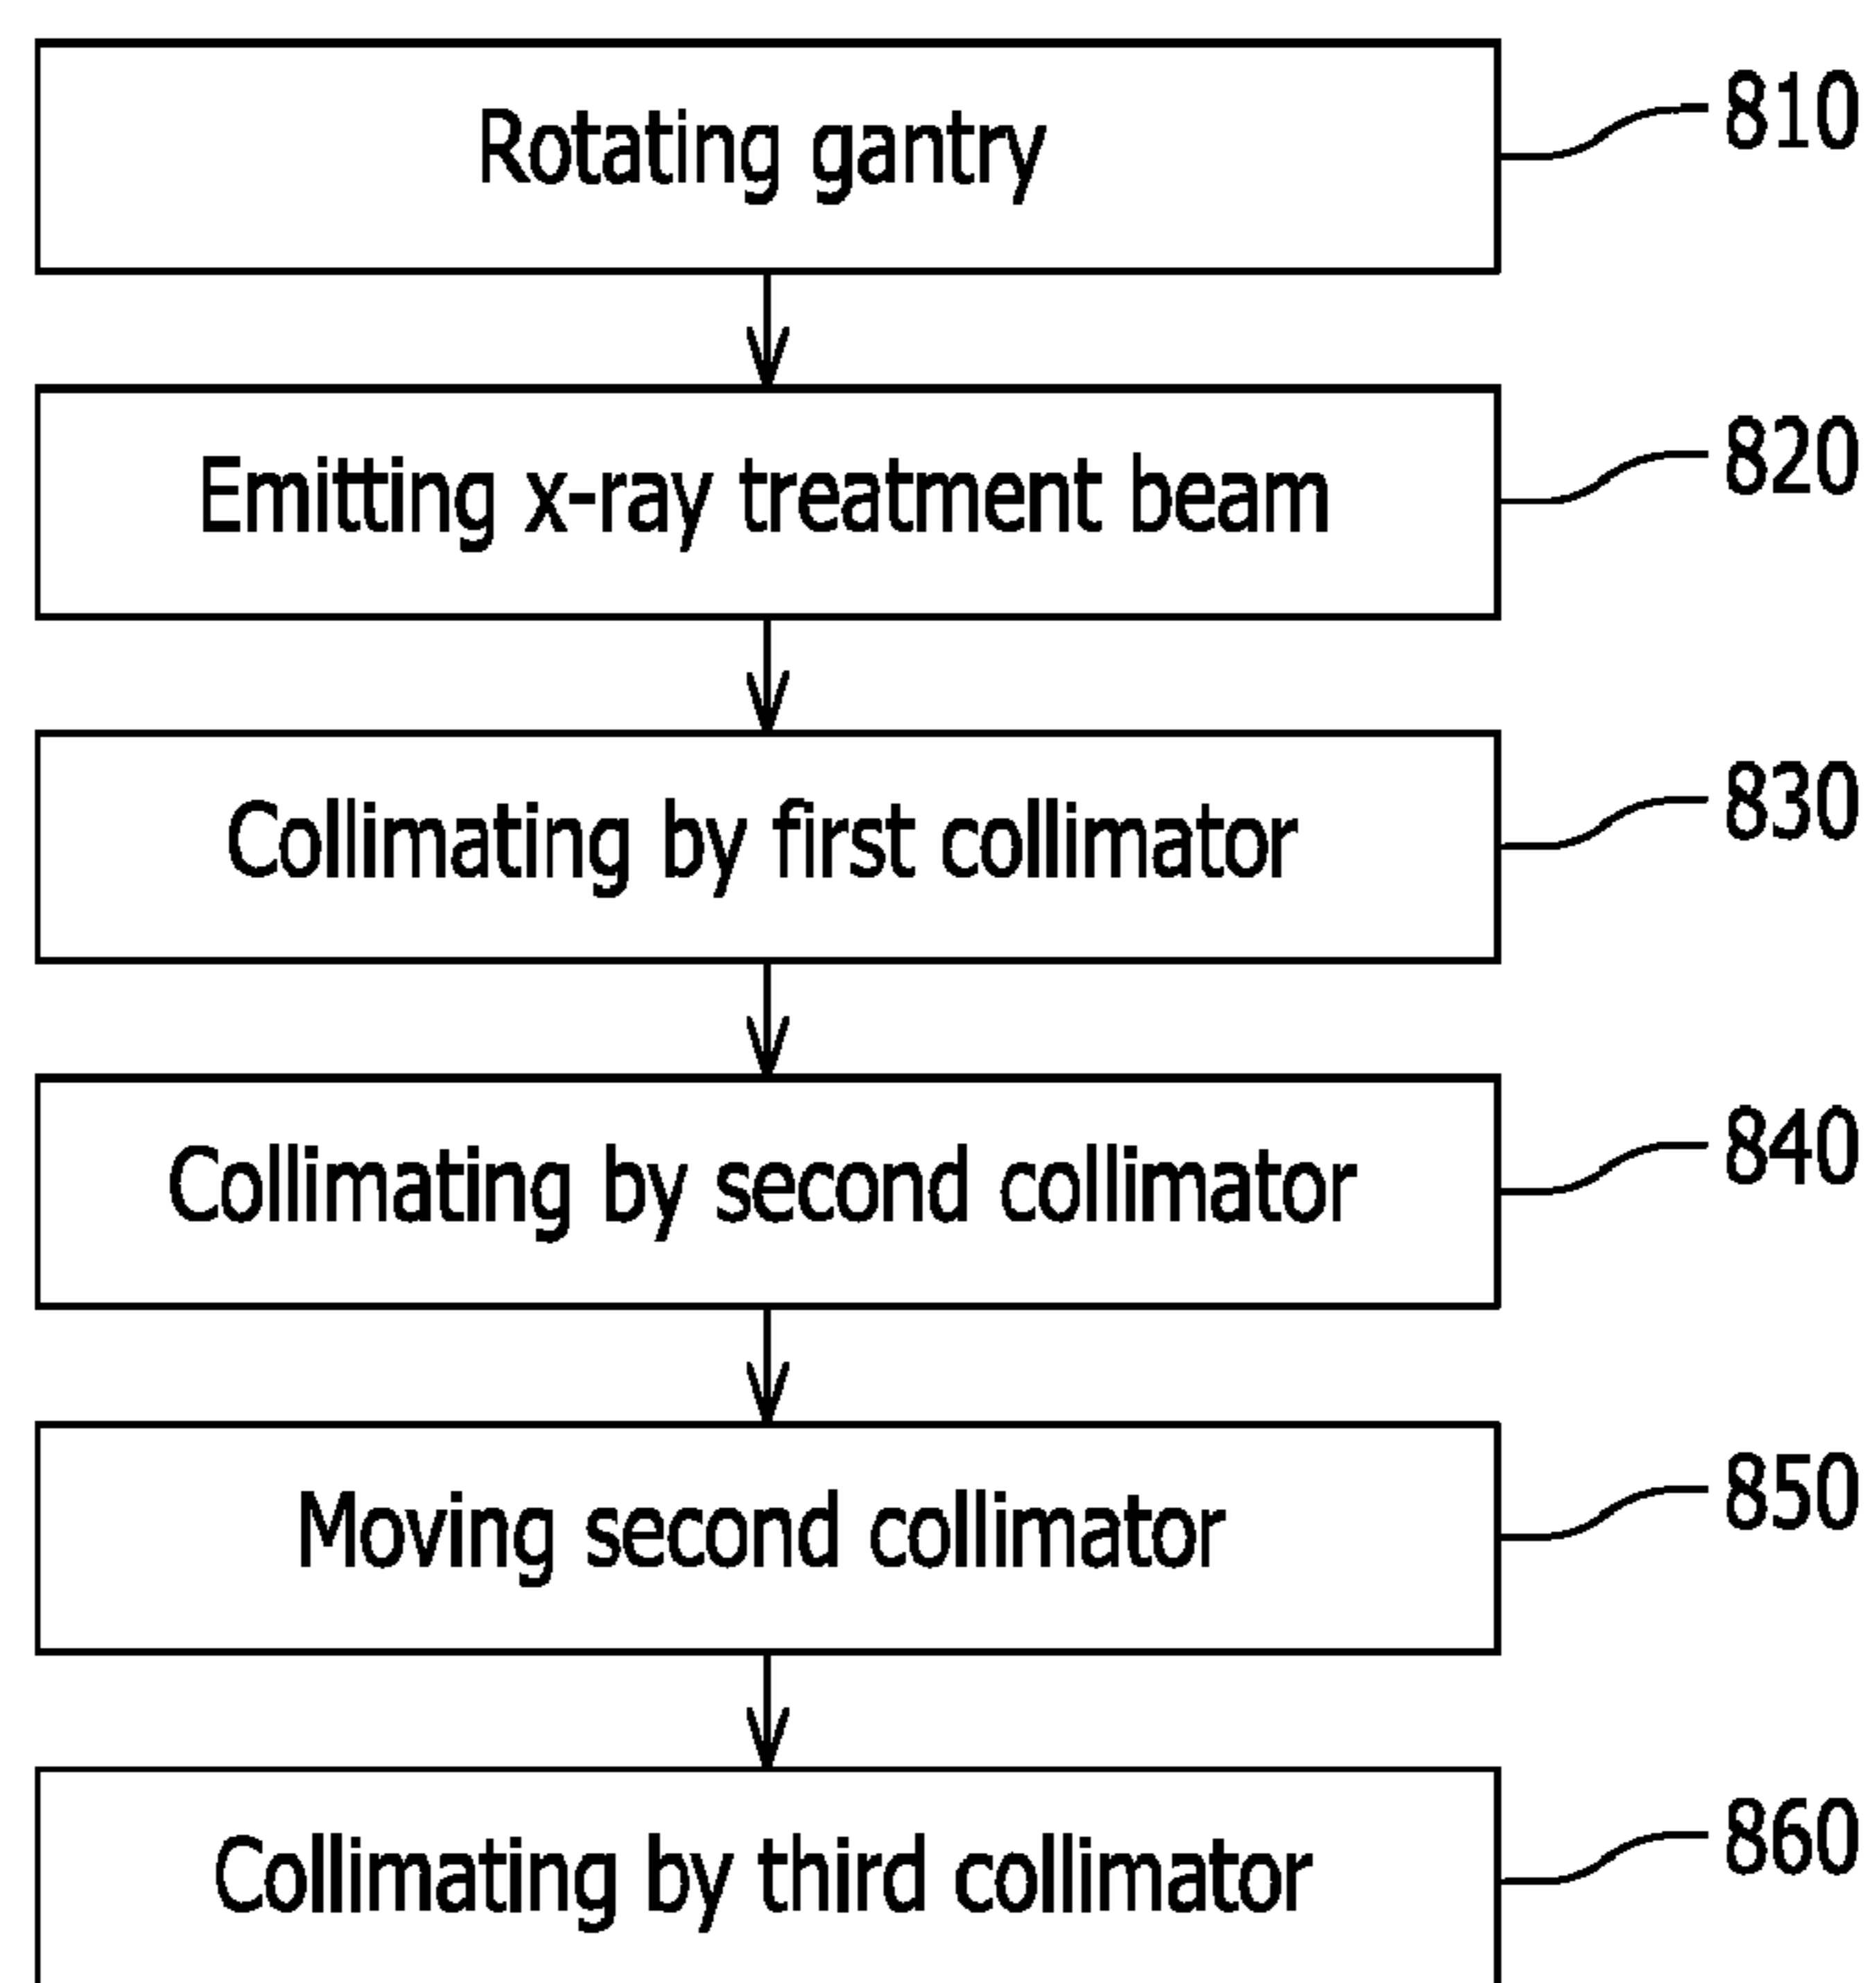 Rotating gantry 810
Emitting x-ray treatment beam 820
Collimating by first collimator 830
Collimating by second collimator 840
Moving second collimator 850
Collimating by third collimator 860